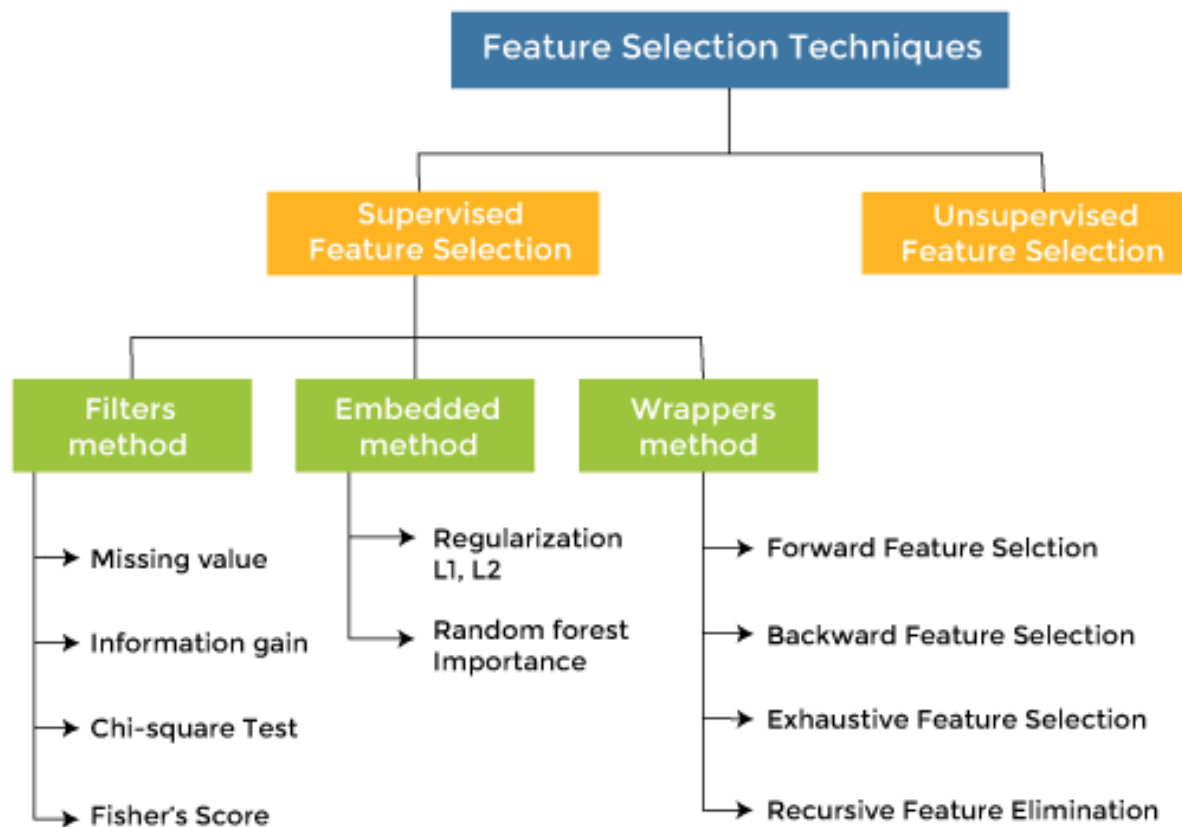 Feature Selection Techniques
Supervised
Feature Selection
Unsupervised
Feature Selection
Filters
method
Embedded
method
Wrappers
method
Missing value
Information gain
Chi-square Test
Fisher's Score
Regularization
L1, L2
Random forest
Importance
Forward Feature Selction
Backward Feature Selection
Exhaustive Feature Selection
Recursive Feature Elimination